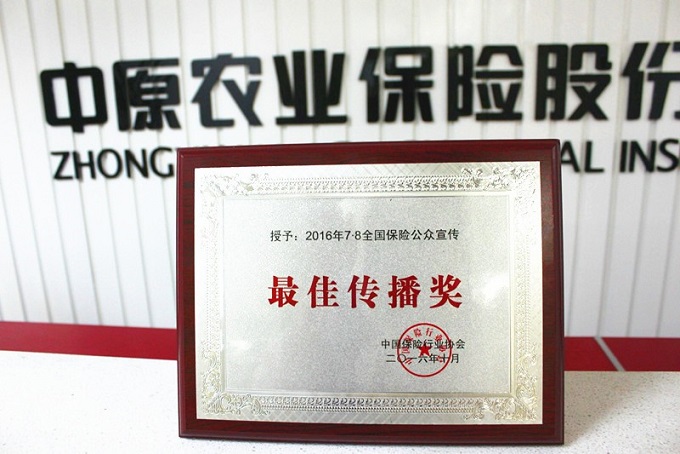 中原农业保险股份
ZHONG
AL INS
授予：2016年7·8全国保险公众宣传
最佳传播奖
中国保险行业协会
二〇一六年十月